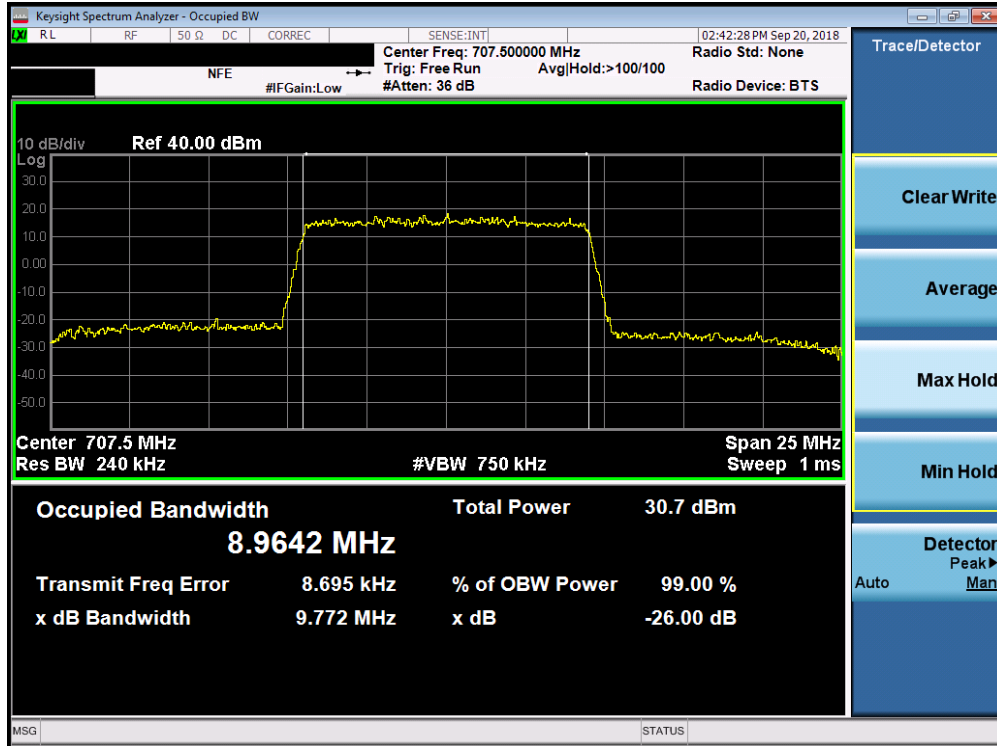 Keysight Spectrum Analyzer - Occupied BW
LXI RL RF 50 Ω DC CORREC SENSE:INT 02:42:28 PM Sep 20, 2018
Center Freq: 707.500000 MHz Radio Std: None
NFE Trig: Free Run Avg|Hold:>100/100
#IFGain:Low #Atten: 36 dB Radio Device: BTS
10 dB/div Ref 40.00 dBm
Log
30.0
20.0
10.0
0.00
-10.0
-20.0
-30.0
-40.0
-50.0
Center 707.5 MHz Span 25 MHz
Res BW 240 kHz #VBW 750 kHz Sweep 1 ms
Occupied Bandwidth Total Power 30.7 dBm
8.9642 MHz
Transmit Freq Error 8.695 kHz % of OBW Power 99.00 %
x dB Bandwidth 9.772 MHz x dB -26.00 dB
MSG STATUS
Trace/Detector
Clear Write
Average
Max Hold
Min Hold
Detector
Peak▶
Auto Man